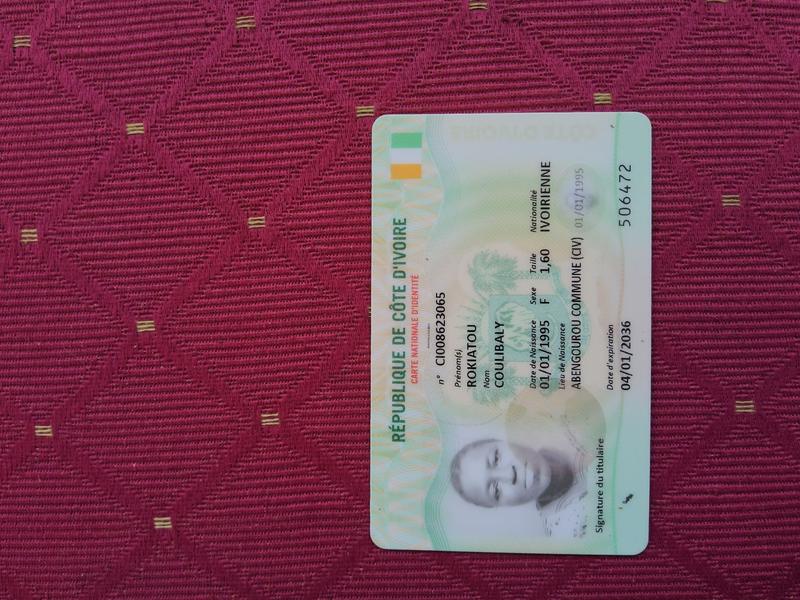 RÉPUBLIQUE DE CÔTE D'IVOIRE
CARTE NATIONALE D'IDENTITÉ
n° CI008623065
Prénom(s)
ROKIATOU
Nom
COULIBALY
Date de Naissance Sexe Taille Nationalité
01/01/1995 F 1,60 IVOIRIENNE
Lieu de Naissance
ABENGOUROU COMMUNE (CIV) 01/01/1995
Signature du titulaire
Date d'expiration
04/01/2036
506472
CÔTE D'IVOIRE